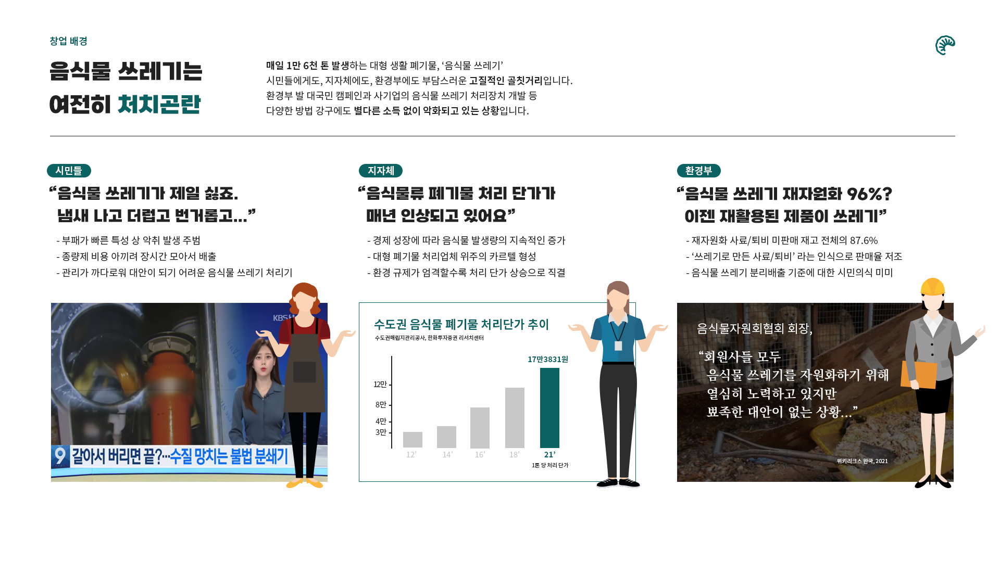 창업 배경
음식물 쓰레기는
여전히 처치곤란
매일 1만 6천 톤 발생하는 대형 생활 폐기물, ‘음식물 쓰레기’
시민들에게도, 지자체에도, 환경부에도 부담스러운 고질적인 골칫거리입니다.
환경부 발 대국민 캠페인과 사기업의 음식물 쓰레기 처리장치 개발 등
다양한 방법 강구에도 별다른 소득 없이 악화되고 있는 상황입니다.
시민들
“음식물 쓰레기가 제일 싫죠.
냄새 나고 더럽고 번거롭고...”
- 부패가 빠른 특성 상 악취 발생 주범
- 종량제 비용 아끼려 장시간 모아서 배출
- 관리가 까다로워 대안이 되기 어려운 음식물 쓰레기 처리기
KBS
9 갈아서 버리면 끝?…수질 망치는 불법 분쇄기
지자체
“음식물류 폐기물 처리 단가가
매년 인상되고 있어요”
- 경제 성장에 따라 음식물 발생량의 지속적인 증가
- 대형 폐기물 처리업체 위주의 카르텔 형성
- 환경 규제가 엄격할수록 처리 단가 상승으로 직결
수도권 음식물 폐기물 처리단가 추이
수도권매립지관리공사, 한화투자증권 리서치센터
17만3831원
12만
8만
4만
3만
12’ 14’ 16’ 18’ 21’
1톤 당 처리 단가
환경부
“음식물 쓰레기 재자원화 96%?
이젠 재활용된 제품이 쓰레기”
- 재자원화 사료/퇴비 미판매 재고 전체의 87.6%
- ‘쓰레기로 만든 사료/퇴비’ 라는 인식으로 판매율 저조
- 음식물 쓰레기 분리배출 기준에 대한 시민의식 미미
음식물자원회협회 회장,
“회원사들 모두
음식물 쓰레기를 자원화하기 위해
열심히 노력하고 있지만
뾰족한 대안이 없는 상황...”
위키리크스 한국, 2021